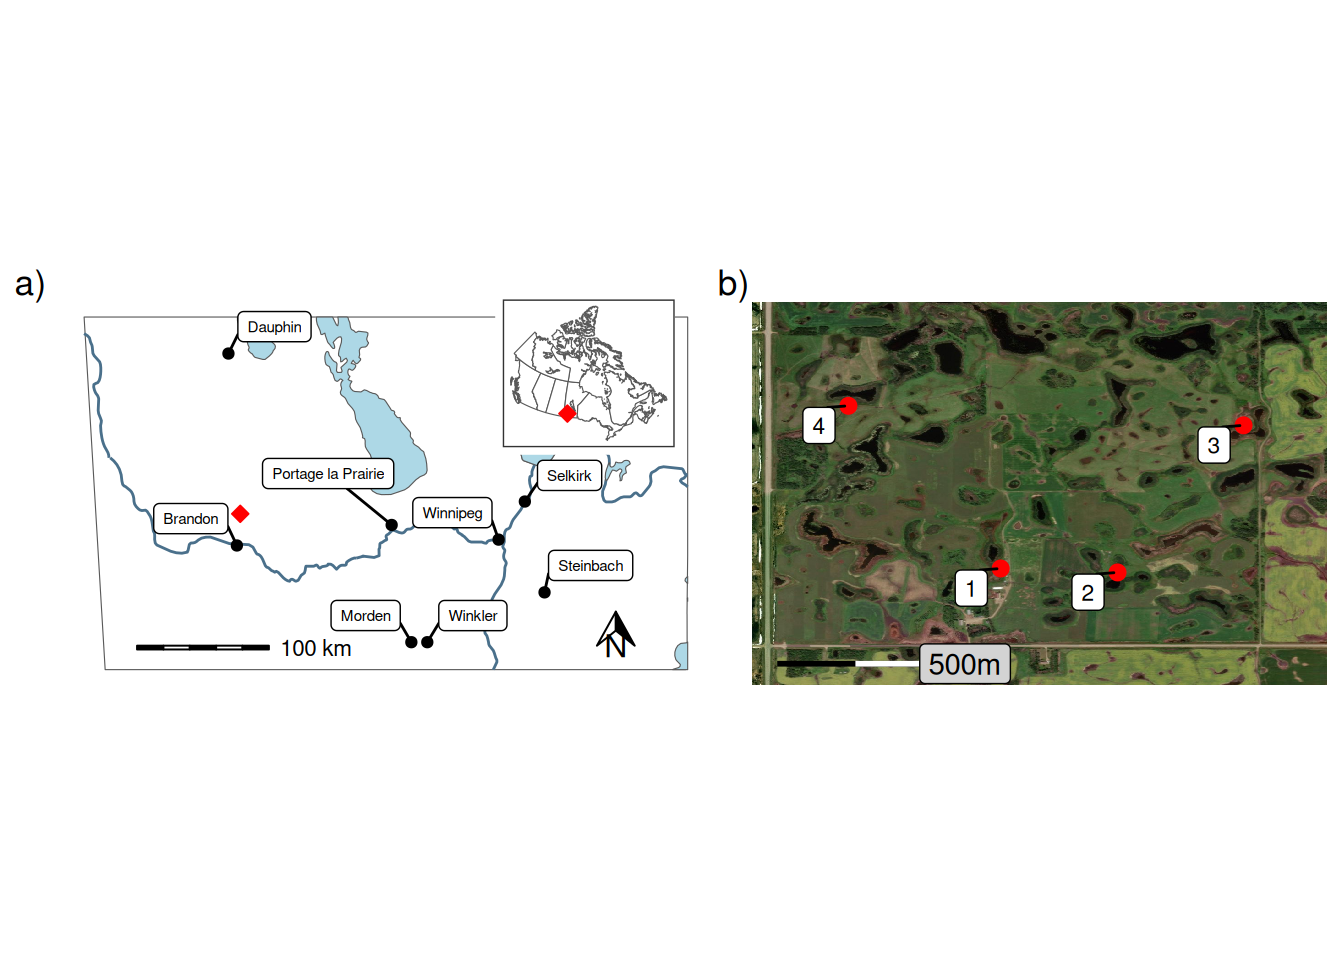 a)
Dauphin
Portage la Prairie
Selkirk
Winnipeg
Brandon
Steinbach
Morden
Winkler
100 km
N
b)
4
3
1
2
500m